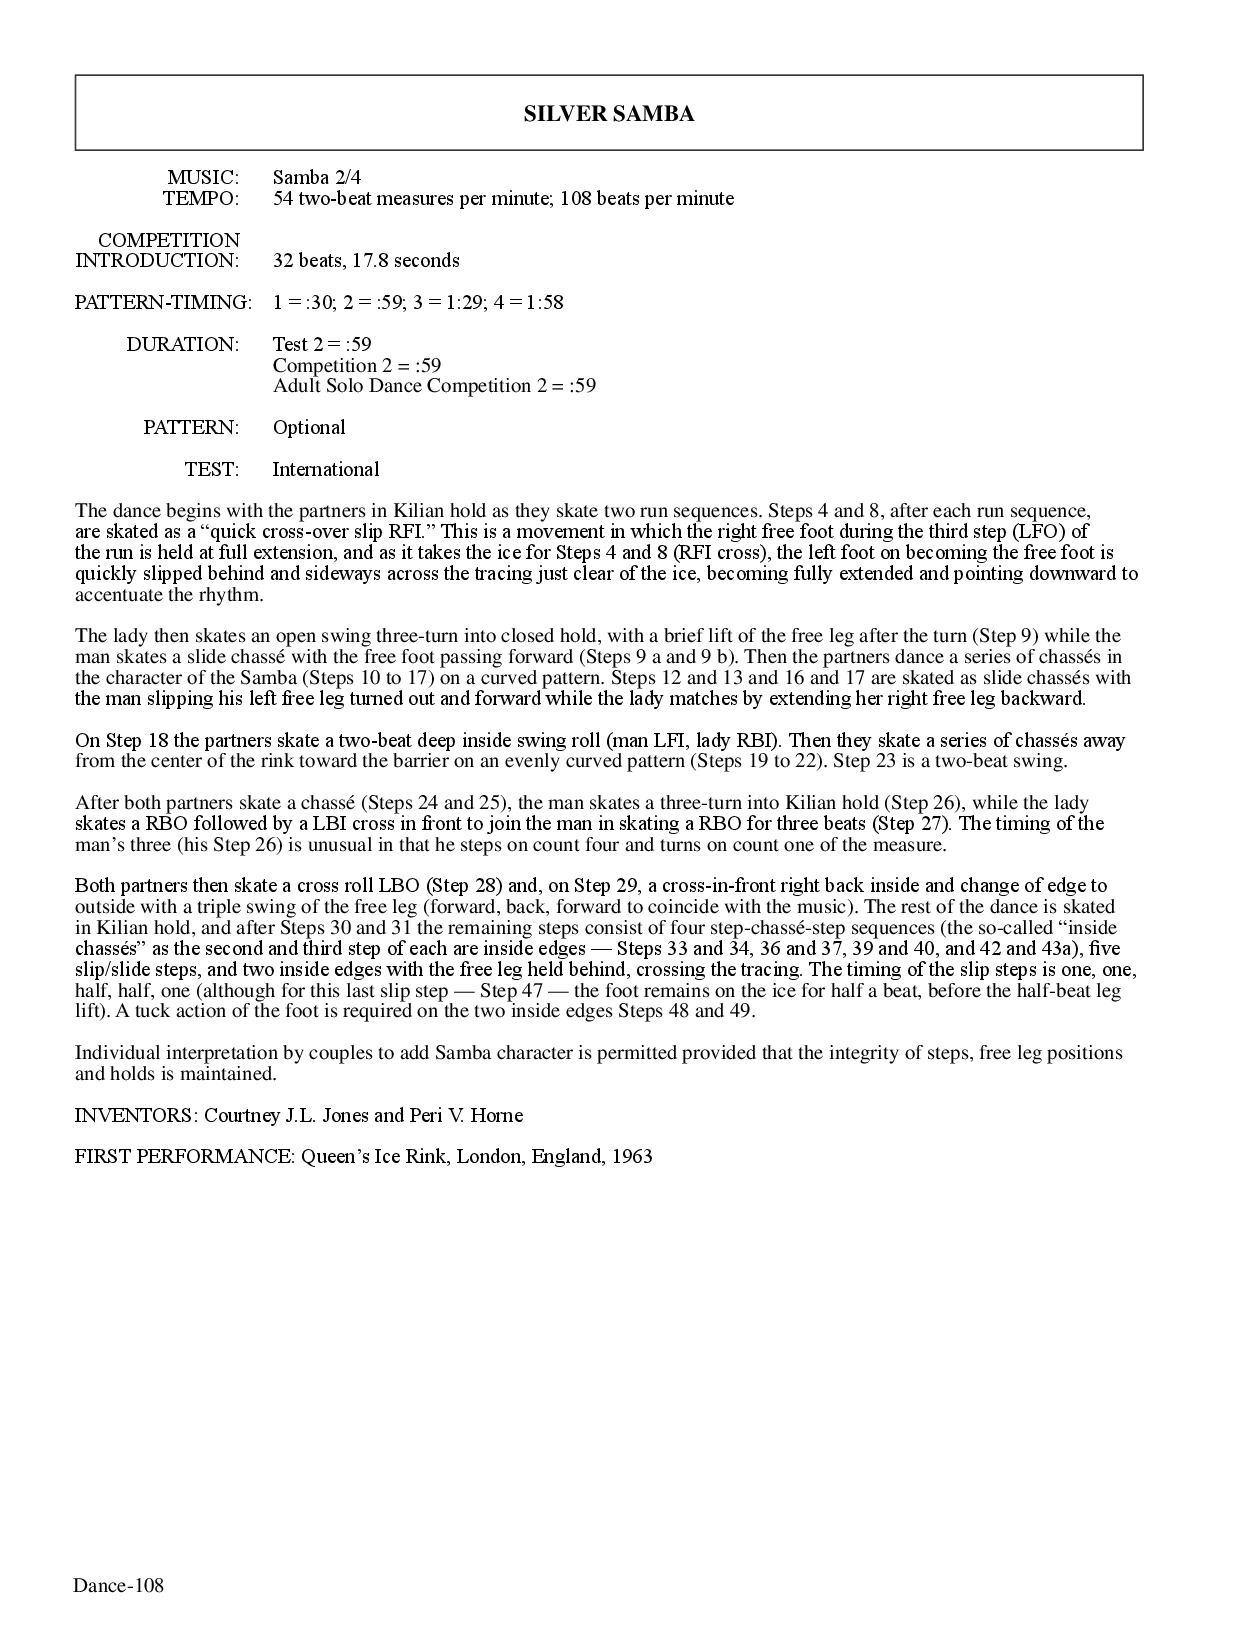 SILVER SAMBA
MUSIC: Samba 2/4
TEMPO: 54 two-beat measures per minute; 108 beats per minute
COMPETITION
INTRODUCTION: 32 beats, 17.8 seconds
PATTERN-TIMING: 1 = :30; 2 = :59; 3 = 1:29; 4 = 1:58
DURATION: Test 2 = :59
Competition 2 = :59
Adult Solo Dance Competition 2 = :59
PATTERN: Optional
TEST: International
The dance begins with the partners in Kilian hold as they skate two run sequences. Steps 4 and 8, after each run sequence,
are skated as a “quick cross-over slip RFI.” This is a movement in which the right free foot during the third step (LFO) of
the run is held at full extension, and as it takes the ice for Steps 4 and 8 (RFI cross), the left foot on becoming the free foot is
quickly slipped behind and sideways across the tracing just clear of the ice, becoming fully extended and pointing downward to
accentuate the rhythm.
The lady then skates an open swing three-turn into closed hold, with a brief lift of the free leg after the turn (Step 9) while the
man skates a slide chassé with the free foot passing forward (Steps 9 a and 9 b). Then the partners dance a series of chassés in
the character of the Samba (Steps 10 to 17) on a curved pattern. Steps 12 and 13 and 16 and 17 are skated as slide chassés with
the man slipping his left free leg turned out and forward while the lady matches by extending her right free leg backward.
On Step 18 the partners skate a two-beat deep inside swing roll (man LFI, lady RBI). Then they skate a series of chassés away
from the center of the rink toward the barrier on an evenly curved pattern (Steps 19 to 22). Step 23 is a two-beat swing.
After both partners skate a chassé (Steps 24 and 25), the man skates a three-turn into Kilian hold (Step 26), while the lady
skates a RBO followed by a LBI cross in front to join the man in skating a RBO for three beats (Step 27). The timing of the
man’s three (his Step 26) is unusual in that he steps on count four and turns on count one of the measure.
Both partners then skate a cross roll LBO (Step 28) and, on Step 29, a cross-in-front right back inside and change of edge to
outside with a triple swing of the free leg (forward, back, forward to coincide with the music). The rest of the dance is skated
in Kilian hold, and after Steps 30 and 31 the remaining steps consist of four step-chassé-step sequences (the so-called “inside
chassés” as the second and third step of each are inside edges — Steps 33 and 34, 36 and 37, 39 and 40, and 42 and 43a), five
slip/slide steps, and two inside edges with the free leg held behind, crossing the tracing. The timing of the slip steps is one, one,
half, half, one (although for this last slip step — Step 47 — the foot remains on the ice for half a beat, before the half-beat leg
lift). A tuck action of the foot is required on the two inside edges Steps 48 and 49.
Individual interpretation by couples to add Samba character is permitted provided that the integrity of steps, free leg positions
and holds is maintained.
INVENTORS: Courtney J.L. Jones and Peri V. Horne
FIRST PERFORMANCE: Queen’s Ice Rink, London, England, 1963
Dance-108